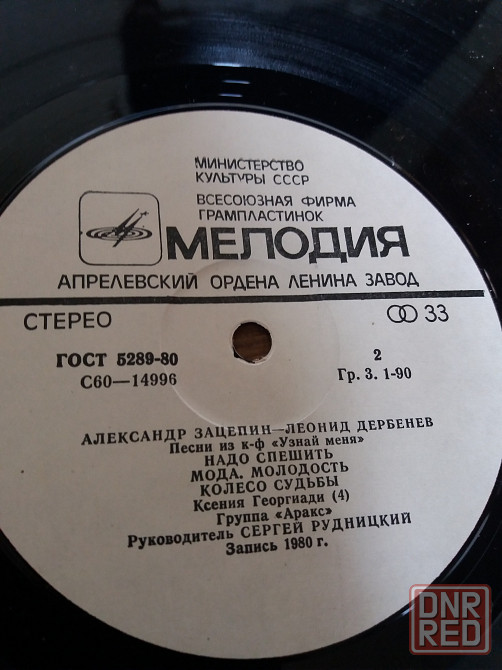 МИНИСТЕРСТВО
КУЛЬТУРЫ СССР
ВСЕСОЮЗНАЯ ФИРМА
ГРАМПЛАСТИНОК
МЕЛОДИЯ
АПРЕЛЕВСКИЙ ОРДЕНА ЛЕНИНА ЗАВОД
СТЕРЕО 33
ГОСТ 5289-80 2
С60—14996 Гр. 3. 1-90
АЛЕКСАНДР ЗАЦЕПИН—ЛЕОНИД ДЕРБЕНЕВ
Песни из к-ф «Узнай меня»
НАДО СПЕШИТЬ
МОДА. МОЛОДОСТЬ
КОЛЕСО СУДЬБЫ
Ксения Георгиади (4)
Группа «Аракс»
Руководитель СЕРГЕЙ РУДНИЦКИЙ
Запись 1980 г.
DNR
RED